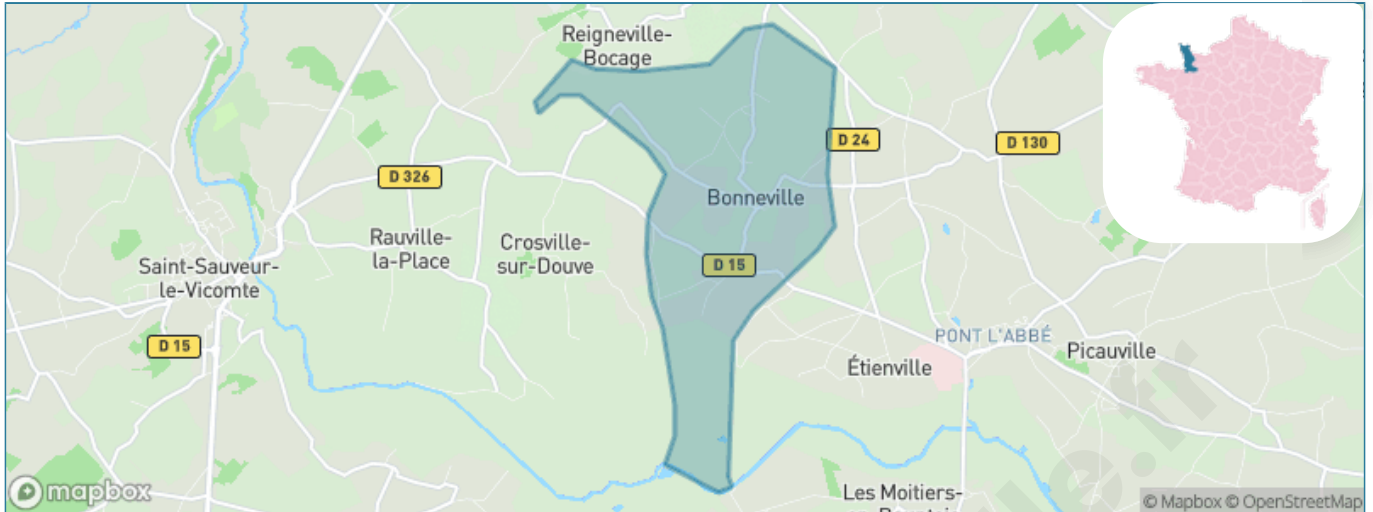 Reigneville-
Bocage
D 24
D 130
D 326
Bonneville
Rauville-
la-Place
Crosville-
sur-Douve
Saint-Sauveur-
le-Vicomte
D 15
D 15
PONT L'ABBÉ
Picauville
Étienville
Les Moitiers-
mapbox
© Mapbox © OpenStreetMap